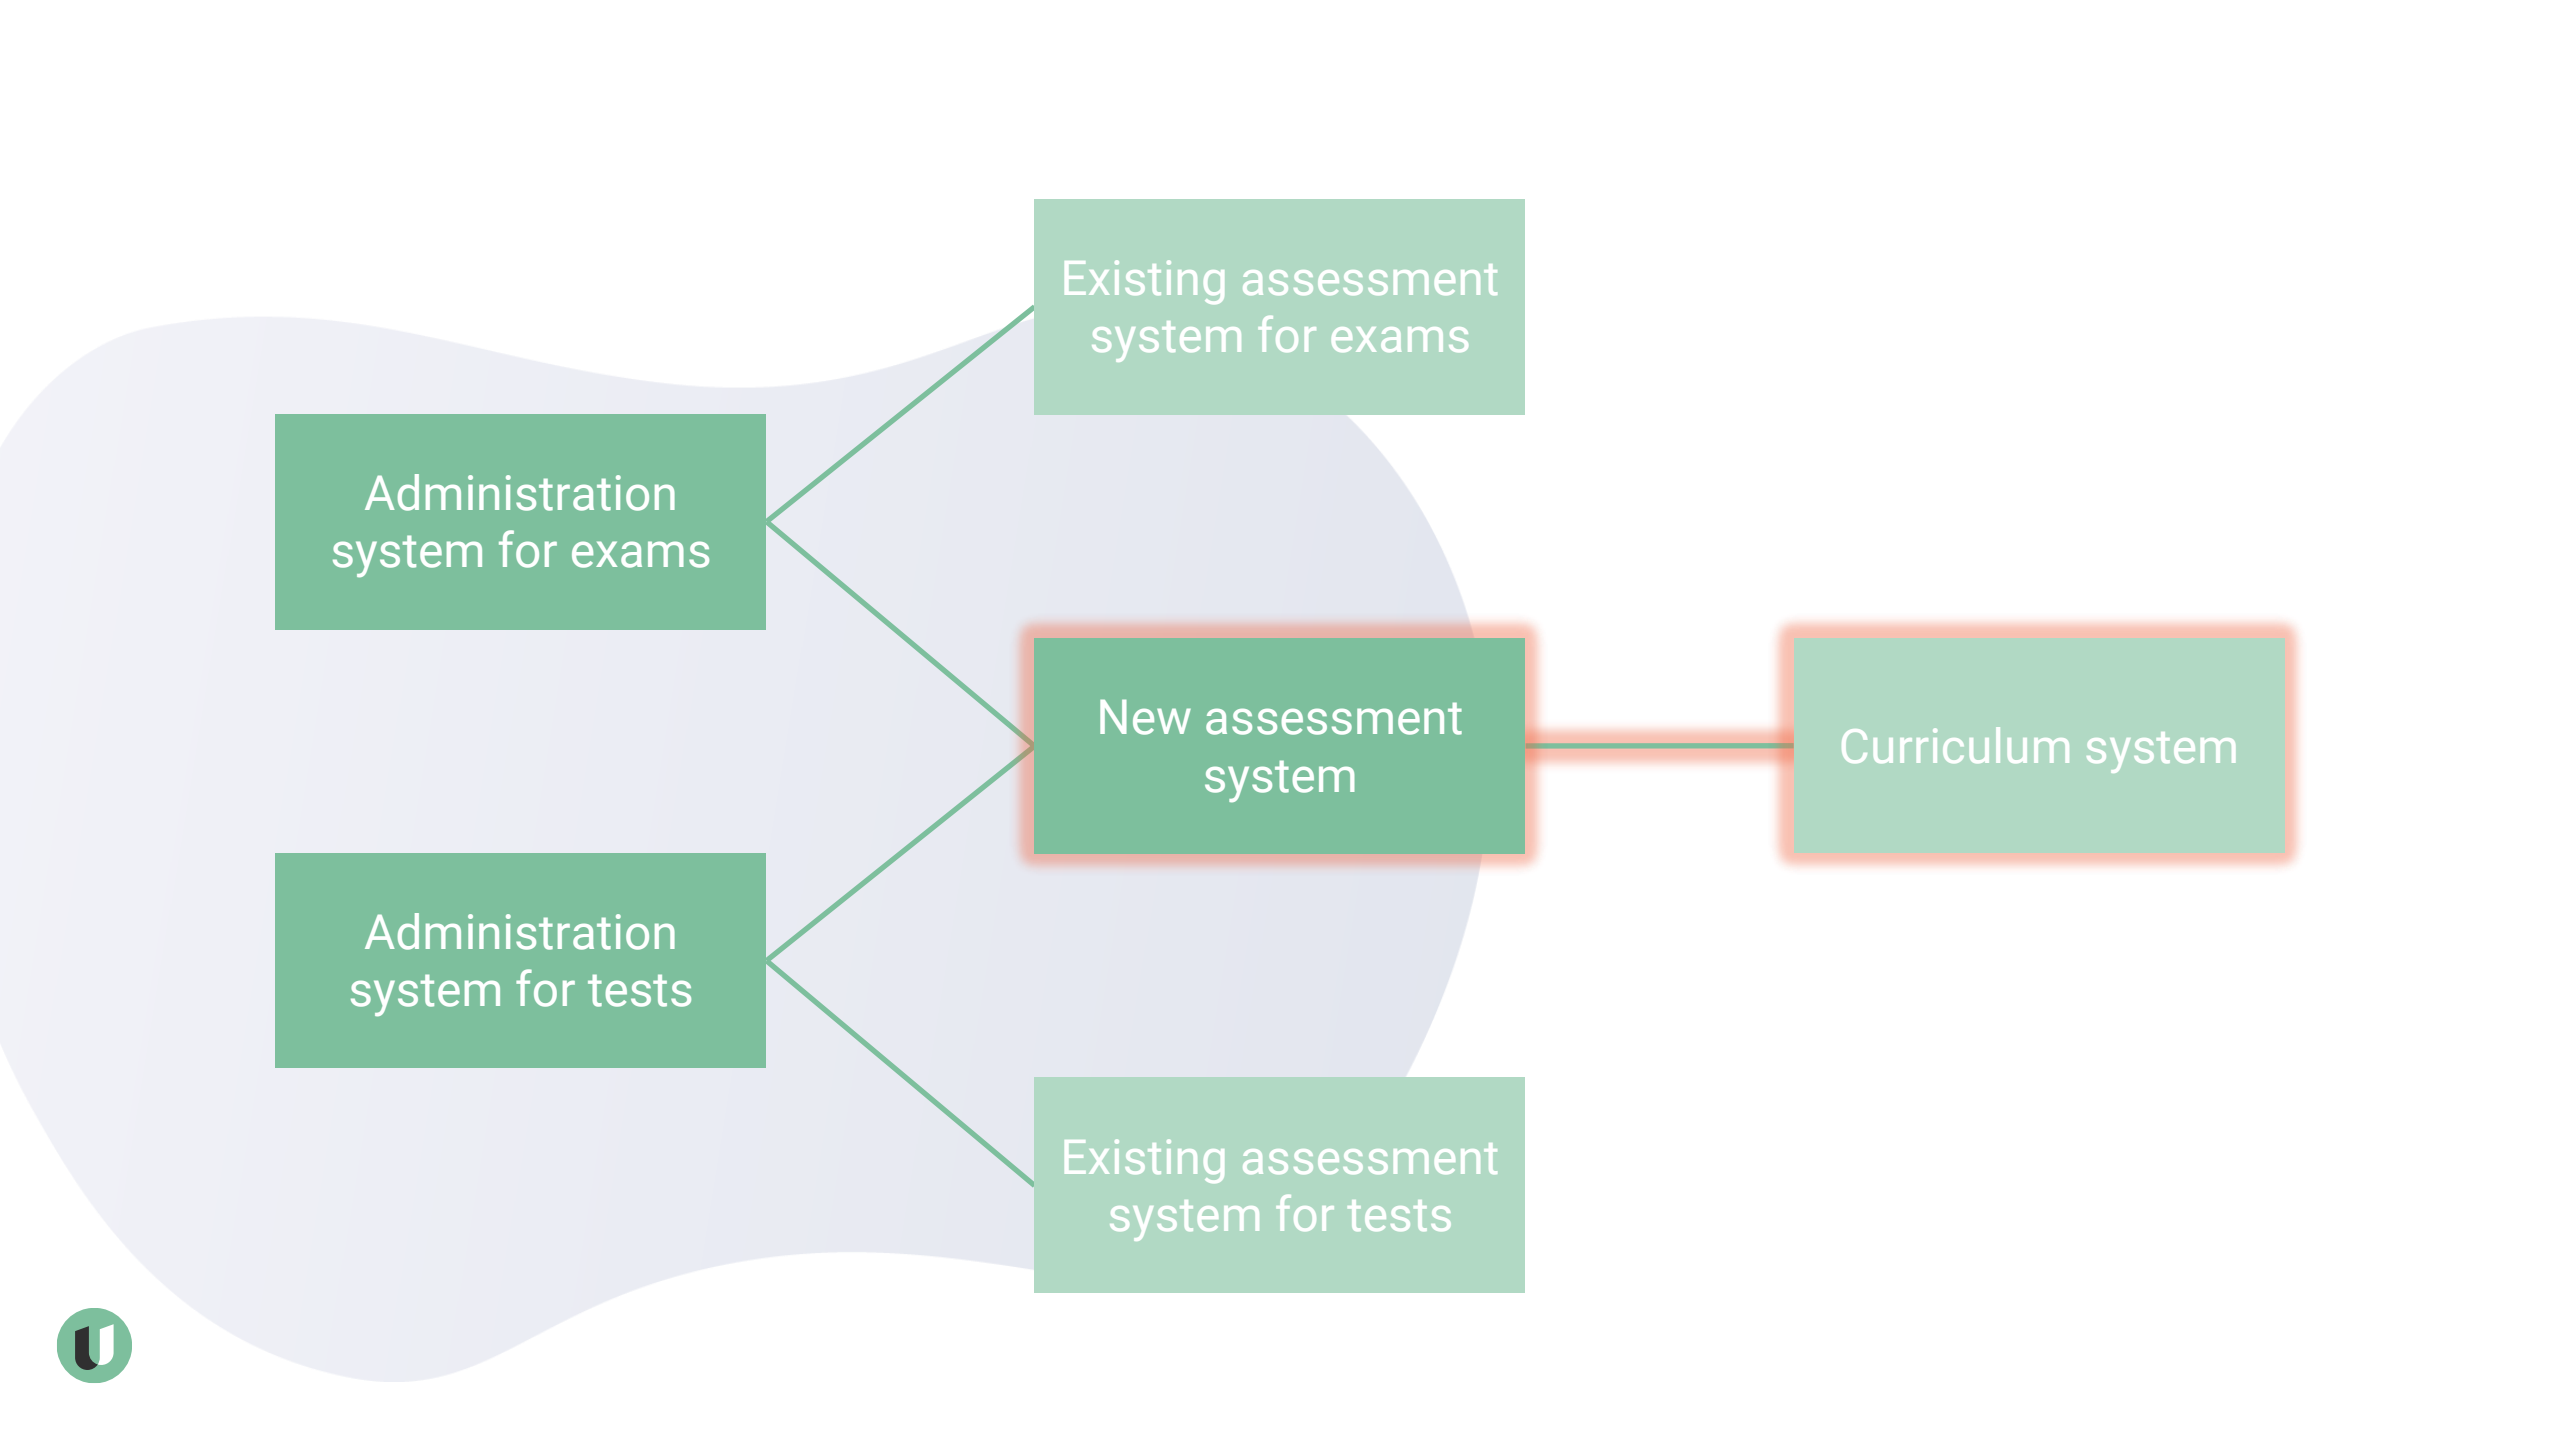 Existing assessment
system for exams
Administration
system for exams
New assessment
system
Curriculum system
Administration
system for tests
Existing assessment
system for tests